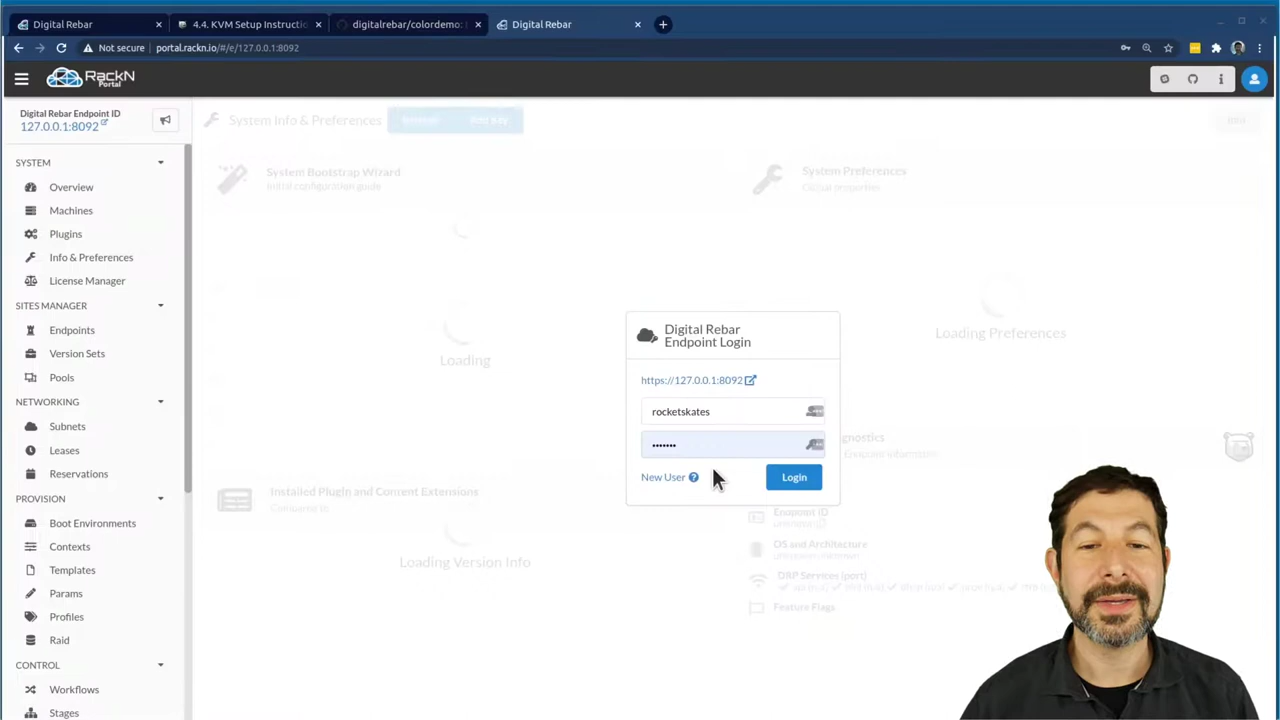 Digital Rebar
4.4. KVM Setup Instructi
digitalrebar/colordemo:
Digital Rebar
Not secure
portal.rackn.io/#/e/127.0.0.1:8092
RackN
Portal
Digital Rebar Endpoint ID
127.0.0.1:8092
System Info & Preferences
SYSTEM
Overview
Machines
Plugins
Info & Preferences
License Manager
SITES MANAGER
Endpoints
Version Sets
Pools
NETWORKING
Subnets
Leases
Reservations
PROVISION
Boot Environments
Contexts
Templates
Params
Profiles
Raid
CONTROL
Workflows
Stages
System Bootstrap Wizard
Initial configuration guide
System Preferences
Global properties
Loading
Loading Preferences
Digital Rebar
Endpoint Login
https://127.0.0.1:8092
rocketskates
•••••••
New User
Login
Installed Plugin and Content Extensions
Loading Version Info
Endpoint ID
OS and Architecture
DRP Services (port)
Feature Flags